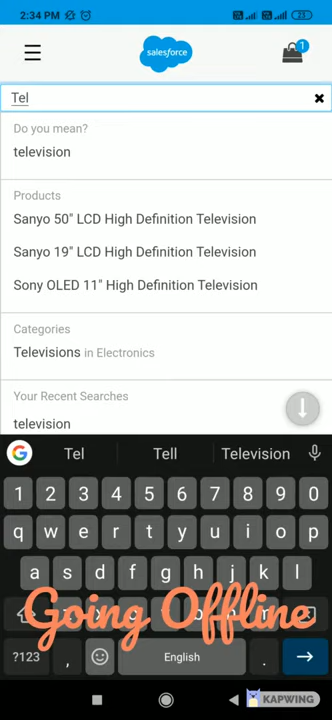 2:34 PM
23
salesforce
1
Tel
Do you mean?
television
Products
Sanyo 50" LCD High Definition Television
Sanyo 19" LCD High Definition Television
Sony OLED 11" High Definition Television
Categories
Televisions in Electronics
Your Recent Searches
television
G Tel Tell Television
1 2 3 4 5 6 7 8 9 0
q w e r t y u i o p
a s d f g h j k l
Going Offline
?123 , English .
KAPWING